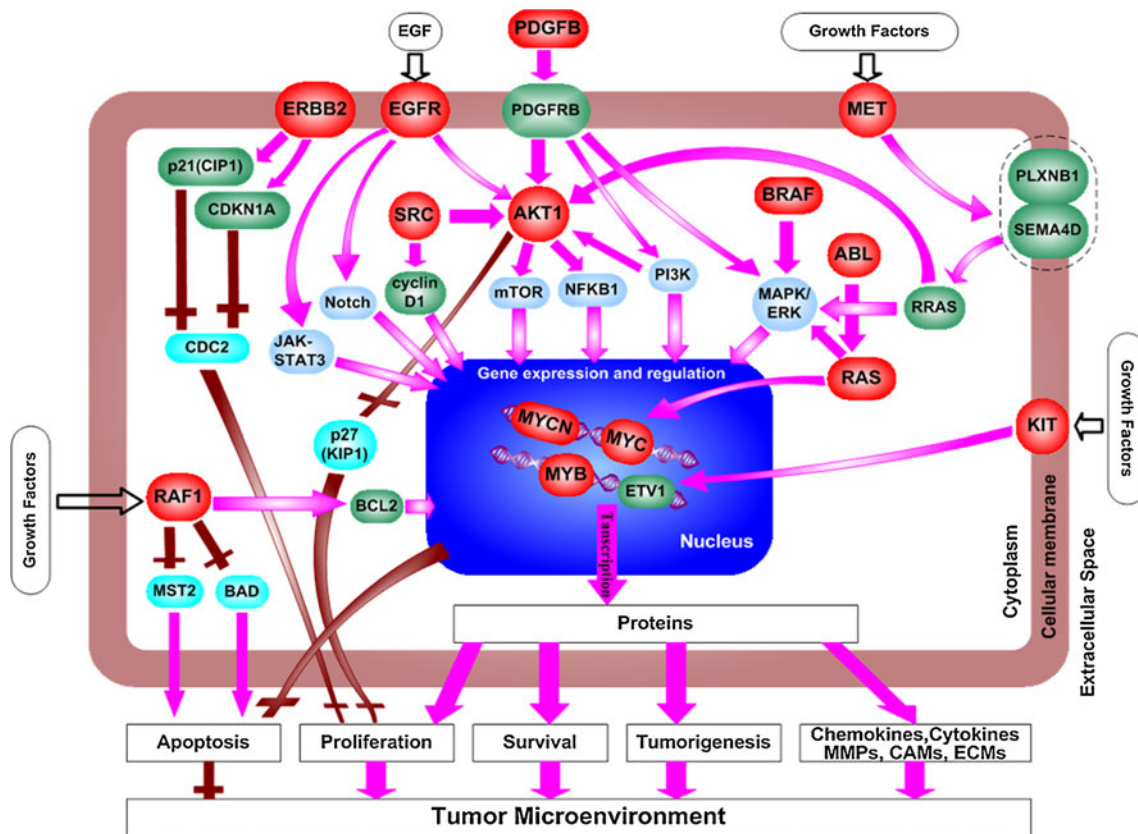 EGF
PDGFB
Growth Factors
ERBB2
EGFR
PDGFRB
MET
p21(CIP1)
CDKN1A
PLXNB1
SEMA4D
SRC
AKT1
BRAF
ABL
Notch
cyclin
D1
mTOR
NFKB1
PI3K
MAPK/
ERK
RRAS
CDC2
JAK-
STAT3
Gene expression and regulation
RAS
MYCN
MYC
MYB
ETV1
KIT
Growth Factors
p27
(KIP1)
Growth Factors
RAF1
BCL2
Nucleus
Transcription
MST2
BAD
Cytoplasm
Cellular membrane
Extracellular Space
Proteins
Apoptosis
Proliferation
Survival
Tumorigenesis
Chemokines,Cytokines
MMPs, CAMs, ECMs
Tumor Microenvironment